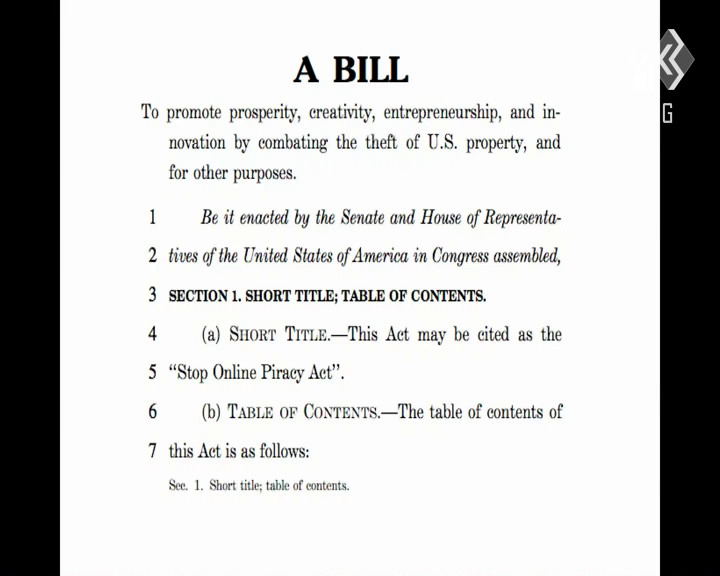 A BILL
To promote prosperity, creativity, entrepreneurship, and in-
novation by combating the theft of U.S. property, and
for other purposes.
1 Be it enacted by the Senate and House of Representa-
2 tives of the United States of America in Congress assembled,
3 SECTION 1. SHORT TITLE; TABLE OF CONTENTS.
4 (a) SHORT TITLE.—This Act may be cited as the
5 “Stop Online Piracy Act”.
6 (b) TABLE OF CONTENTS.—The table of contents of
7 this Act is as follows:
Sec. 1. Short title; table of contents.
G